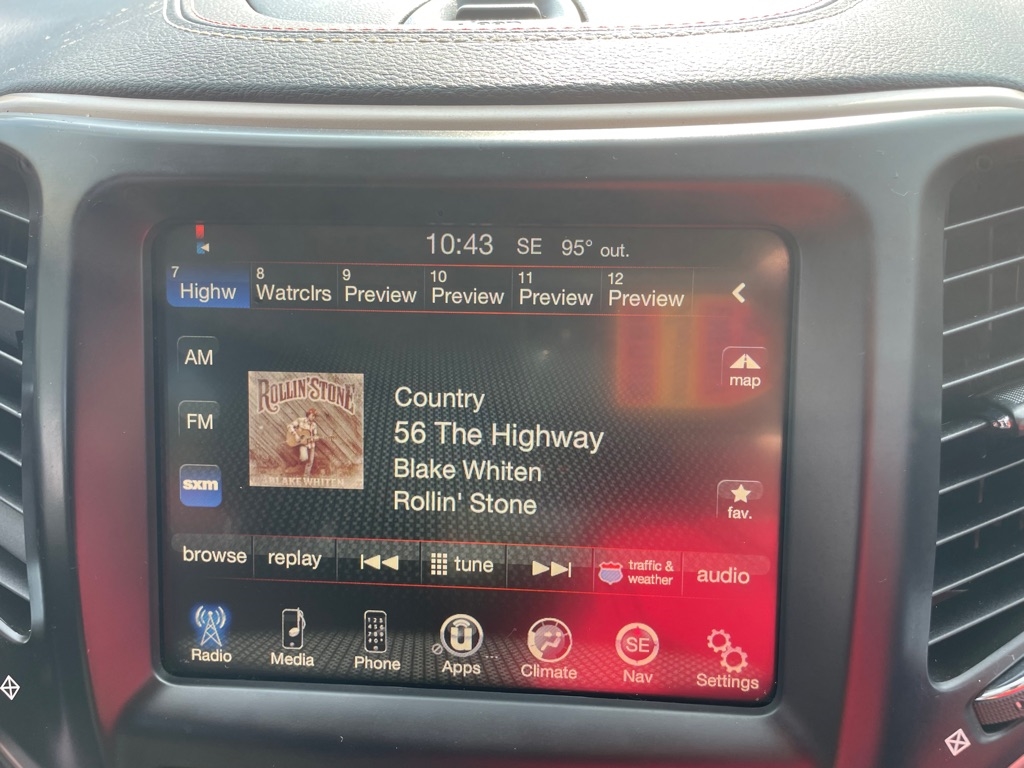 10:43 SE 95° out.
7 Highw
8 Watrclrs
9 Preview
10 Preview
11 Preview
12 Preview
AM
FM
sxm
ROLLIN' STONE
BLAKE WHITEN
Country
56 The Highway
Blake Whiten
Rollin' Stone
map
fav.
browse
replay
tune
traffic &
weather
audio
Radio
Media
Phone
Apps
Climate
SE
Nav
Settings